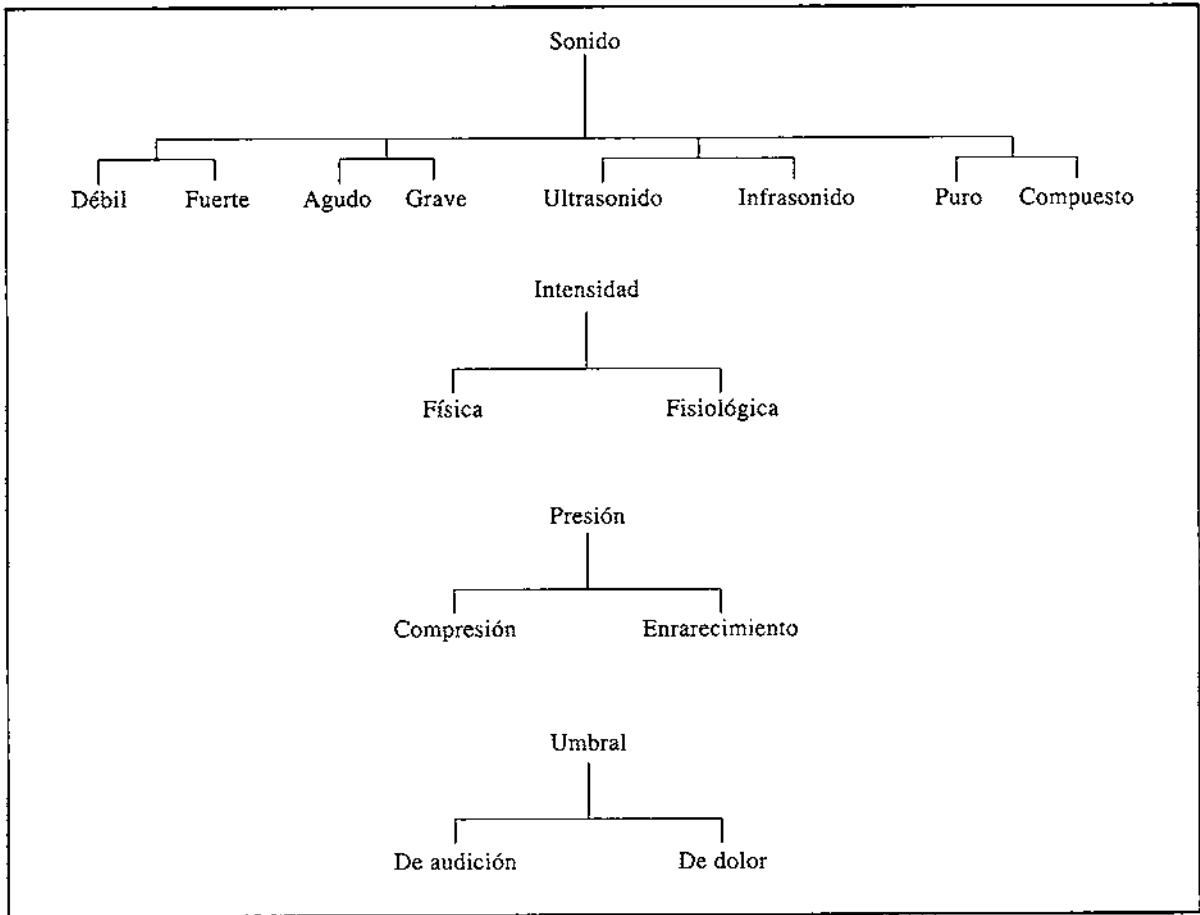 Sonido
Débil Fuerte Agudo Grave Ultrasonido Infrasonido Puro Compuesto
Intensidad
Física Fisiológica
Presión
Compresión Enrarecimiento
Umbral
De audición De dolor